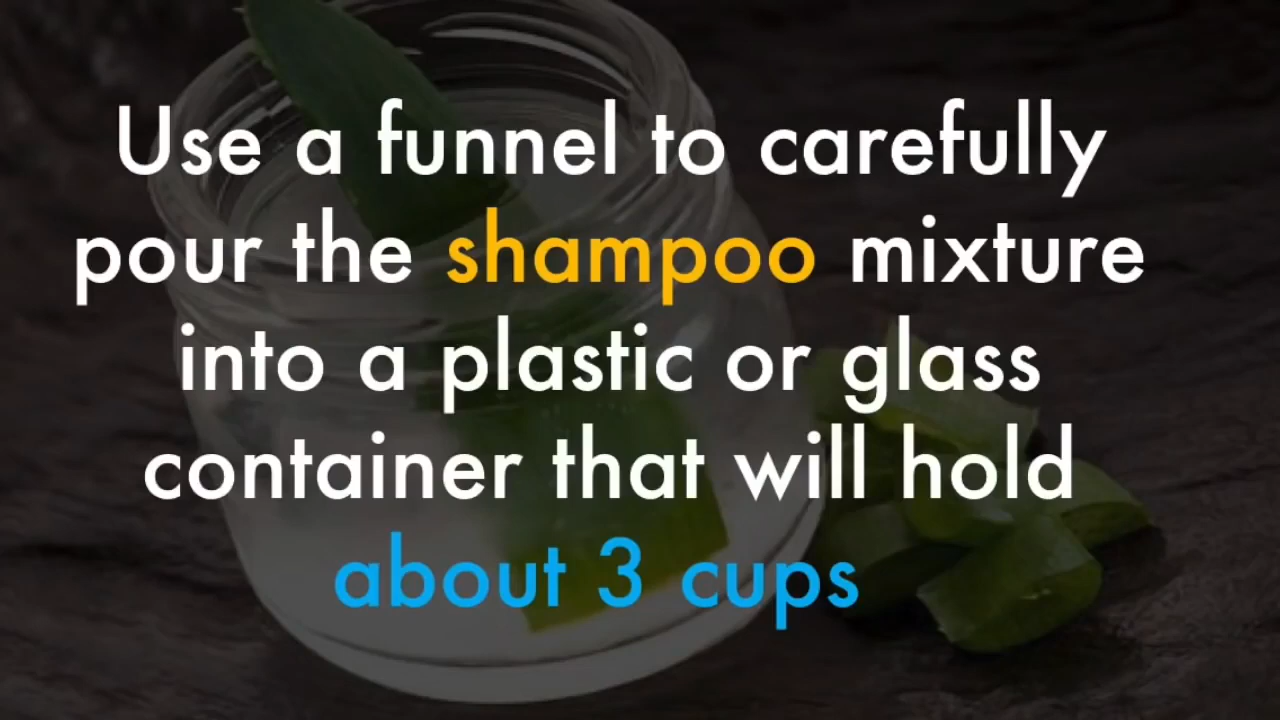 Use a funnel to carefully
pour the shampoo mixture
into a plastic or glass
container that will hold
about 3 cups